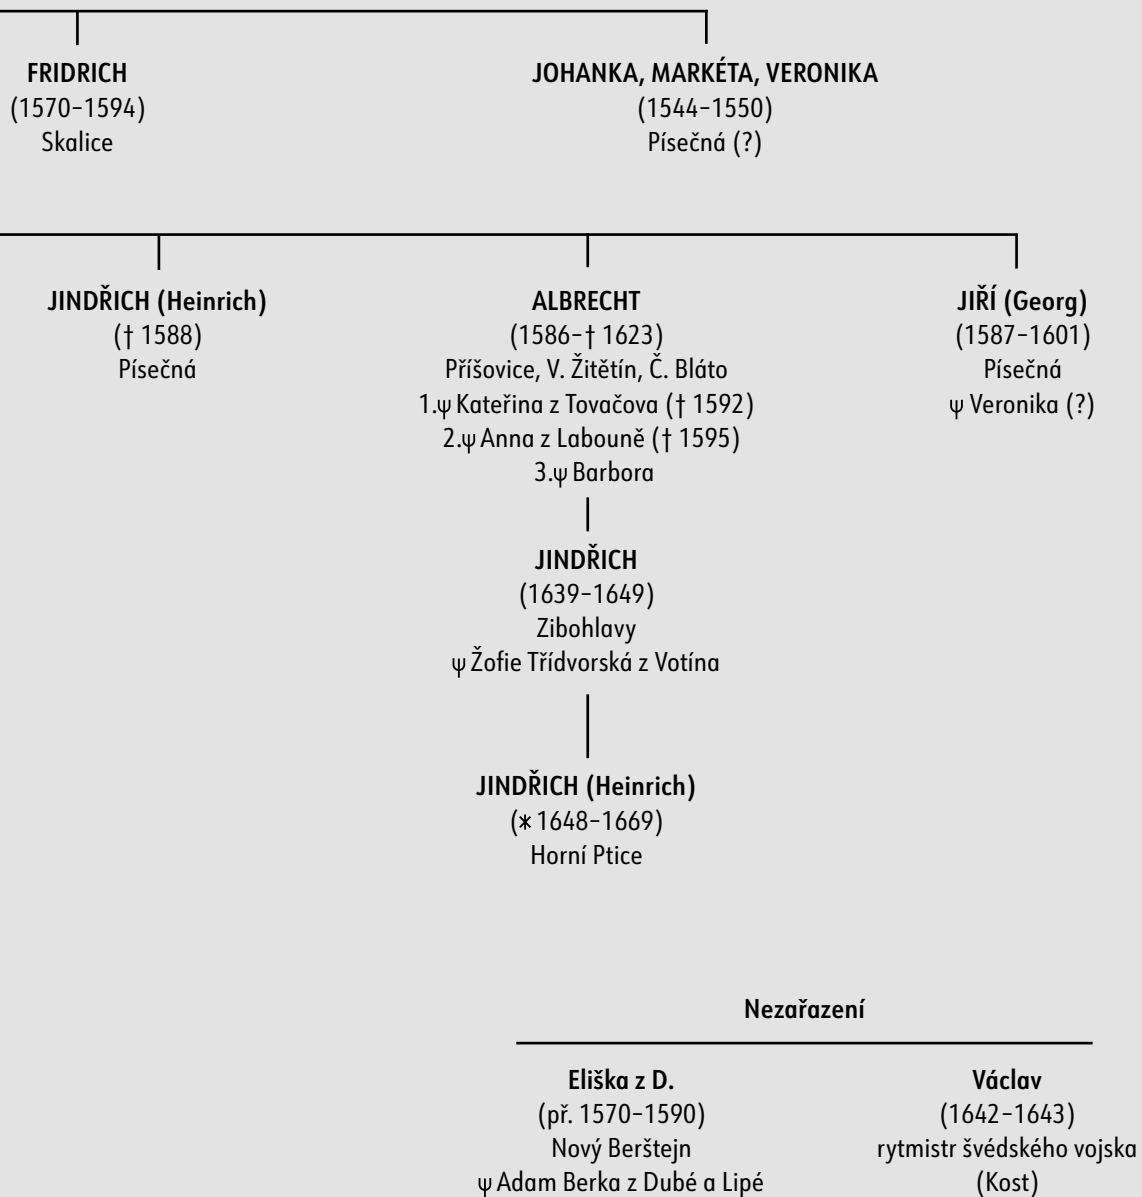 FRIDRICH
(1570–1594)
Skalice
JOHANKA, MARKÉTA, VERONIKA
(1544–1550)
Písečná (?)
JINDŘICH (Heinrich)
(† 1588)
Písečná
ALBRECHT
(1586–† 1623)
Příšovice, V. Žitětín, Č. Bláto
1.ψ Kateřina z Tovačova († 1592)
2.ψ Anna z Labouně († 1595)
3.ψ Barbora
JIŘÍ (Georg)
(1587–1601)
Písečná
ψ Veronika (?)
JINDŘICH
(1639–1649)
Zibohlavy
ψ Žofie Třídvorská z Votína
JINDŘICH (Heinrich)
(* 1648–1669)
Horní Ptice
Nezařazení
Eliška z D.
(př. 1570–1590)
Nový Berštejn
ψ Adam Berka z Dubé a Lipé
Václav
(1642–1643)
rytmistr švédského vojska
(Kost)